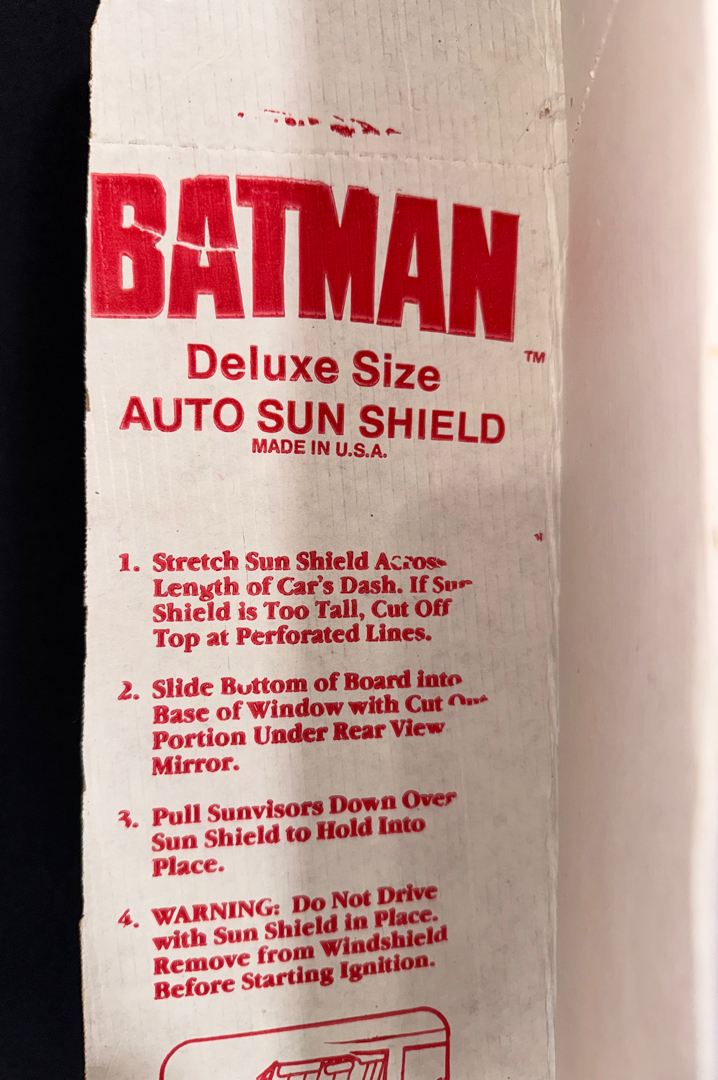 BATMAN
TM
Deluxe Size
AUTO SUN SHIELD
MADE IN U.S.A.
1. Stretch Sun Shield Across
Length of Car's Dash. If Sun
Shield is Too Tall, Cut Off
Top at Perforated Lines.
2. Slide Bottom of Board into
Base of Window with Cut Out
Portion Under Rear View
Mirror.
3. Pull Sunvisors Down Over
Sun Shield to Hold Into
Place.
4. WARNING: Do Not Drive
with Sun Shield in Place.
Remove from Windshield
Before Starting Ignition.